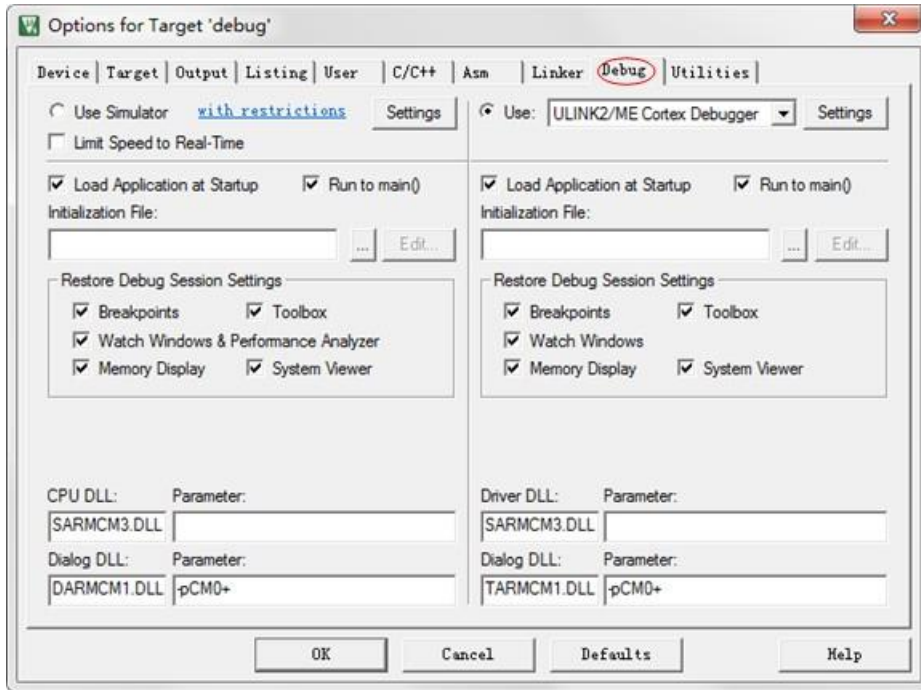 Options for Target 'debug'
Device Target Output Listing User C/C++ Asm Linker Debug Utilities
Use Simulator with restrictions Settings
Limit Speed to Real-Time
Load Application at Startup Run to main()
Initialization File:
... Edit...
Restore Debug Session Settings
Breakpoints Toolbox
Watch Windows & Performance Analyzer
Memory Display System Viewer
CPU DLL: Parameter:
SARMCM3.DLL
Dialog DLL: Parameter:
DARMCM1.DLL -pCM0+
Use: ULINK2/ME Cortex Debugger Settings
Load Application at Startup Run to main()
Initialization File:
... Edit...
Restore Debug Session Settings
Breakpoints Toolbox
Watch Windows
Memory Display System Viewer
Driver DLL: Parameter:
SARMCM3.DLL
Dialog DLL: Parameter:
TARMCM1.DLL -pCM0+
OK Cancel Defaults Help